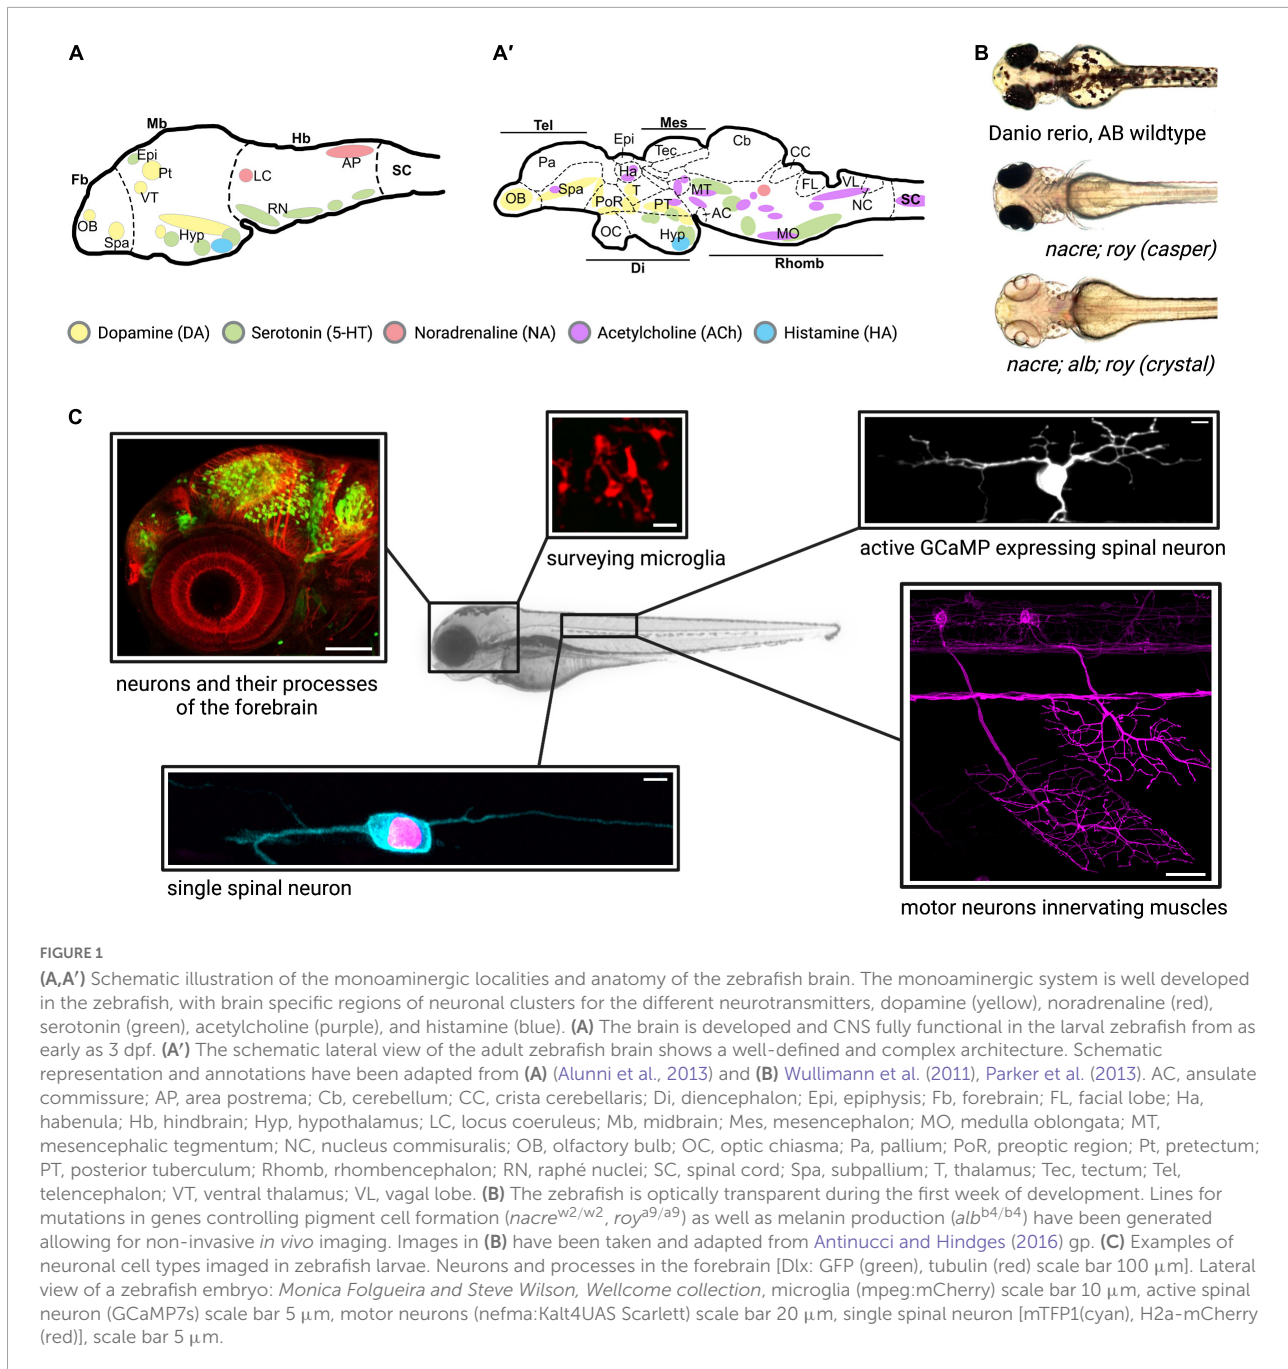 A
Mb
Hb
Epi
Pt
AP
Fb
LC
SC
VT
RN
OB
Spa
Hyp
A′
Tel
Mes
Epi
Cb
Pa
Tec
CC
Ha
FL
VL
OB
Spa
T
MT
NC
SC
PoR
PT
AC
OC
Hyp
MO
Di
Rhomb
Dopamine (DA)
Serotonin (5-HT)
Noradrenaline (NA)
Acetylcholine (ACh)
Histamine (HA)
B
Danio rerio, AB wildtype
nacre; roy (casper)
nacre; alb; roy (crystal)
C
surveying microglia
active GCaMP expressing spinal neuron
neurons and their processes
of the forebrain
single spinal neuron
motor neurons innervating muscles
FIGURE 1
(A,A′) Schematic illustration of the monoaminergic localities and anatomy of the zebrafish brain. The monoaminergic system is well developed
in the zebrafish, with brain specific regions of neuronal clusters for the different neurotransmitters, dopamine (yellow), noradrenaline (red),
serotonin (green), acetylcholine (purple), and histamine (blue). (A) The brain is developed and CNS fully functional in the larval zebrafish from as
early as 3 dpf. (A′) The schematic lateral view of the adult zebrafish brain shows a well-defined and complex architecture. Schematic
representation and annotations have been adapted from (A) (Alunni et al., 2013) and (B) Wullimann et al. (2011), Parker et al. (2013). AC, ansulate
commissure; AP, area postrema; Cb, cerebellum; CC, crista cerebellaris; Di, diencephalon; Epi, epiphysis; Fb, forebrain; FL, facial lobe; Ha,
habenula; Hb, hindbrain; Hyp, hypothalamus; LC, locus coeruleus; Mb, midbrain; Mes, mesencephalon; MO, medulla oblongata; MT,
mesencephalic tegmentum; NC, nucleus commisuralis; OB, olfactory bulb; OC, optic chiasma; Pa, pallium; PoR, preoptic region; Pt, pretectum;
PT, posterior tuberculum; Rhomb, rhombencephalon; RN, raphé nuclei; SC, spinal cord; Spa, subpallium; T, thalamus; Tec, tectum; Tel,
telencephalon; VT, ventral thalamus; VL, vagal lobe. (B) The zebrafish is optically transparent during the first week of development. Lines for
mutations in genes controlling pigment cell formation (nacre^w2/w2, roy^a9/a9) as well as melanin production (alb^b4/b4) have been generated
allowing for non-invasive in vivo imaging. Images in (B) have been taken and adapted from Antinucci and Hindges (2016) gp. (C) Examples of
neuronal cell types imaged in zebrafish larvae. Neurons and processes in the forebrain [Dlx: GFP (green), tubulin (red) scale bar 100 μm]. Lateral
view of a zebrafish embryo: Monica Folgueira and Steve Wilson, Wellcome collection, microglia (mpeg:mCherry) scale bar 10 μm, active spinal
neuron (GCaMP7s) scale bar 5 μm, motor neurons (nefma:Kalt4UAS Scarlett) scale bar 20 μm, single spinal neuron [mTFP1(cyan), H2a-mCherry
(red)], scale bar 5 μm.